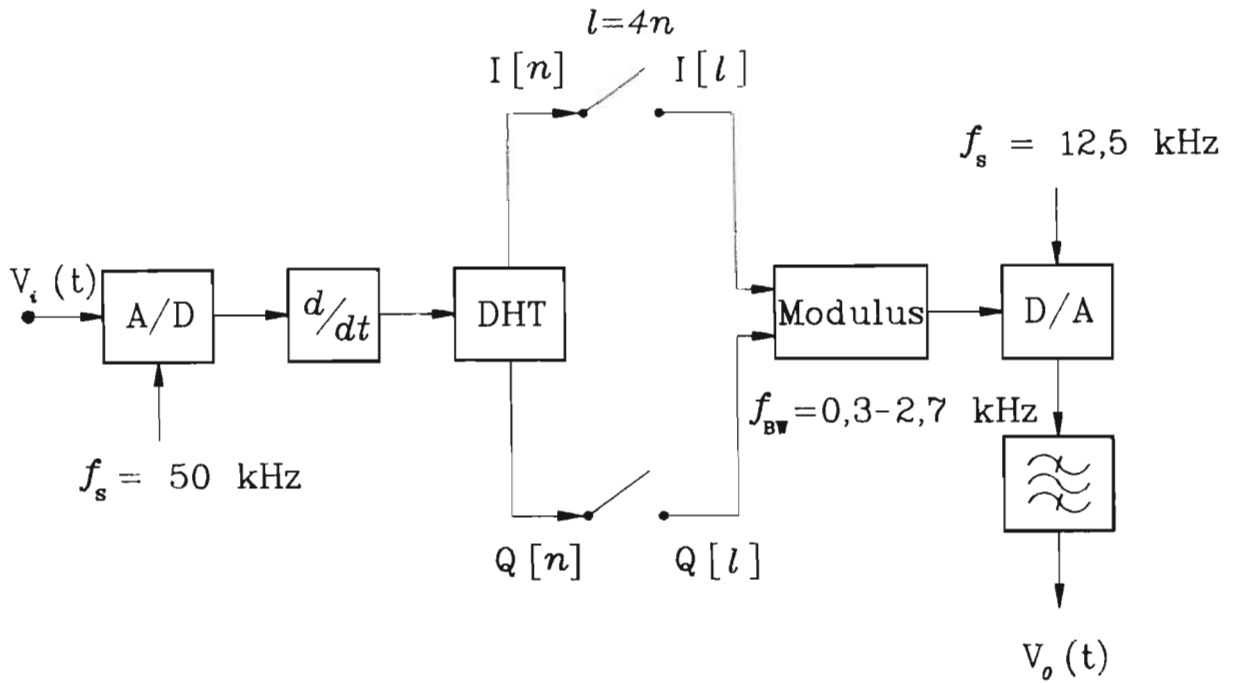 l=4n
I[n]
I[l]
f_s = 12,5 kHz
V_i(t)
A/D
d/dt
DHT
Modulus
D/A
f_BW=0,3-2,7 kHz
f_s = 50 kHz
Q[n]
Q[l]
V_o(t)